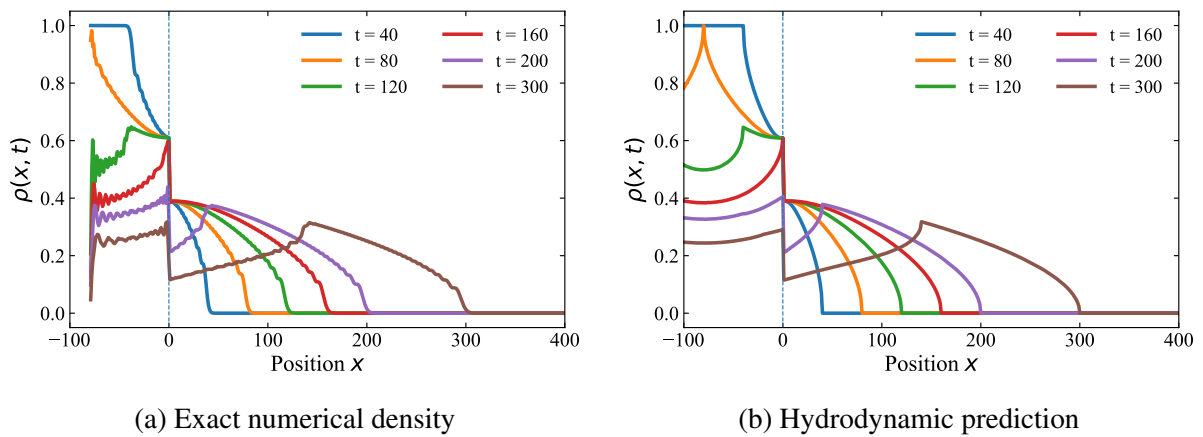 1.0
0.8
0.6
0.4
0.2
0.0
ρ(x, t)
t = 40
t = 80
t = 120
t = 160
t = 200
t = 300
−100 0 100 200 300 400
Position x
(a) Exact numerical density
1.0
0.8
0.6
0.4
0.2
0.0
ρ(x, t)
t = 40
t = 80
t = 120
t = 160
t = 200
t = 300
−100 0 100 200 300 400
Position x
(b) Hydrodynamic prediction